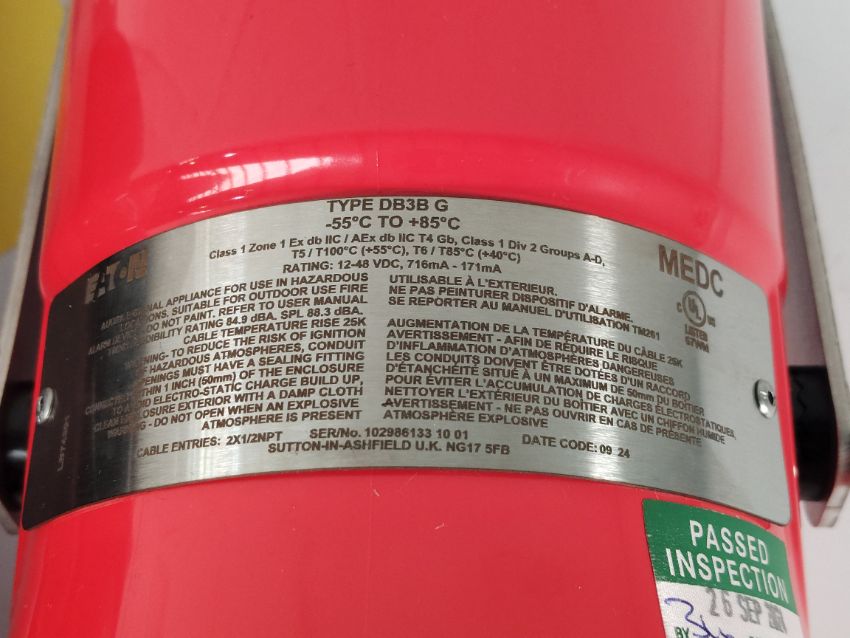 TYPE DB3B G
-55°C TO +85°C
Class 1 Zone 1 Ex db IIC / AEx db IIC T4 Gb, Class 1 Div 2 Groups A-D,
T5 / T100°C (+55°C), T6 / T85°C (+40°C)
RATING: 12-48 VDC, 716mA - 171mA
EATON
MEDC
C UL US
LISTED
APPLIANCE FOR USE IN HAZARDOUS
SUITABLE FOR OUTDOOR USE FIRE
DO NOT PAINT. REFER TO USER MANUAL
RATING 84.9 dBA. SPL 88.3 dBA.
CABLE TEMPERATURE RISE 25K
TO REDUCE THE RISK OF IGNITION
HAZARDOUS ATMOSPHERES, CONDUIT
MUST HAVE A SEALING FITTING
1 INCH (50mm) OF THE ENCLOSURE
ELECTRO-STATIC CHARGE BUILD UP,
EXTERIOR WITH A DAMP CLOTH
- DO NOT OPEN WHEN AN EXPLOSIVE
ATMOSPHERE IS PRESENT
UTILISABLE À L'EXTERIEUR.
NE PAS PEINTURER DISPOSITIF D'ALARME.
SE REPORTER AU MANUEL D'UTILISATION TM261
AUGMENTATION DE LA TEMPÉRATURE DU CÂBLE 25K
AVERTISSEMENT - AFIN DE RÉDUIRE LE RISQUE
D'INFLAMMATION D'ATMOSPHÈRES DANGEREUSES
LES CONDUITS DOIVENT ÊTRE DOTÉES D'UN RACCORD
D'ÉTANCHÉITÉ SITUÉ À UN MAXIMUM DE 50mm DU BOÎTIER
POUR ÉVITER L'ACCUMULATION DE CHARGES ÉLECTROSTATIQUES,
NETTOYER L'EXTÉRIEUR DU BOÎTIER AVEC UN CHIFFON HUMIDE
AVERTISSEMENT - NE PAS OUVRIR EN CAS DE PRÉSENTE
ATMOSPHÈRE EXPLOSIVE
CABLE ENTRIES: 2X1/2NPT
SER/No. 102986133 10 01
DATE CODE: 09 24
SUTTON-IN-ASHFIELD U.K. NG17 5FB
PASSED
INSPECTION
26 SEP
BY